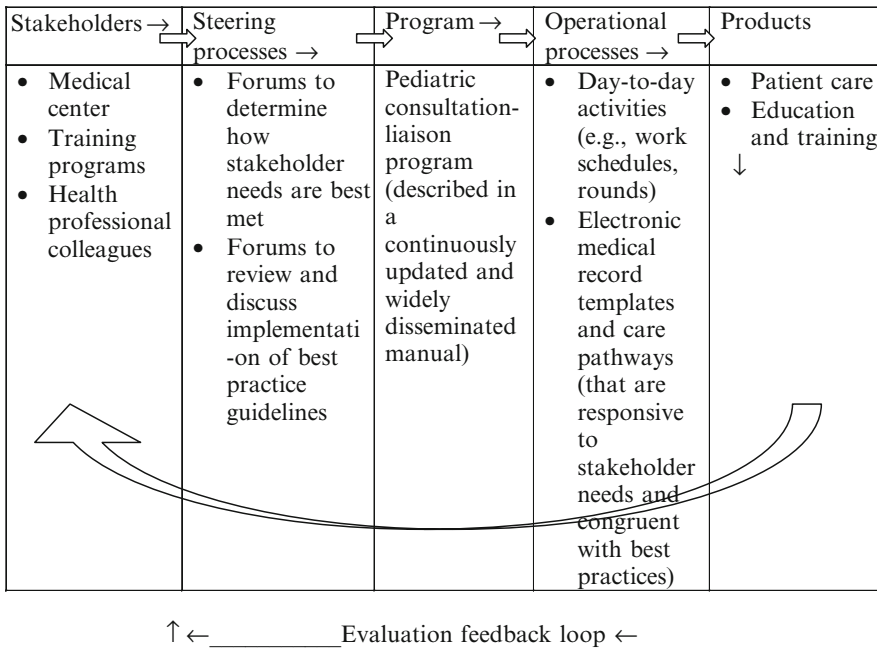 Stakeholders →
Steering
processes →
Program →
Operational
processes →
Products
• Medical
center
• Training
programs
• Health
professional
colleagues
• Forums to
determine
how
stakeholder
needs are best
met
• Forums to
review and
discuss
implementati
-on of best
practice
guidelines
Pediatric
consultation-
liaison
program
(described in
a
continuously
updated and
widely
disseminated
manual)
• Day-to-day
activities
(e.g., work
schedules,
rounds)
• Electronic
medical
record
templates
and care
pathways
(that are
responsive
to
stakeholder
needs and
congruent
with best
practices)
• Patient care
• Education
and training
↓
↑ ←__________Evaluation feedback loop ←